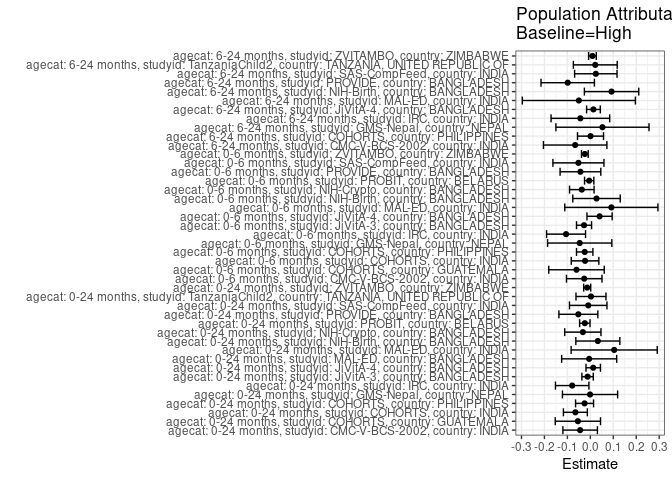 Population Attributa
Baseline=High
agecat: 6-24 months, studyid: ZVITAMBO, country: ZIMBABWE
agecat: 6-24 months, studyid: TanzaniaChild2, country: TANZANIA, UNITED REPUBLIC OF
agecat: 6-24 months, studyid: SAS-CompFeed, country: INDIA
agecat: 6-24 months, studyid: PROVIDE, country: BANGLADESH
agecat: 6-24 months, studyid: NIH-Birth, country: BANGLADESH
agecat: 6-24 months, studyid: MAL-ED, country: INDIA
agecat: 6-24 months, studyid: JiVitA-4, country: BANGLADESH
agecat: 6-24 months, studyid: IRC, country: INDIA
agecat: 6-24 months, studyid: GMS-Nepal, country: NEPAL
agecat: 6-24 months, studyid: COHORTS, country: PHILIPPINES
agecat: 6-24 months, studyid: CMC-V-BCS-2002, country: INDIA
agecat: 0-6 months, studyid: ZVITAMBO, country: ZIMBABWE
agecat: 0-6 months, studyid: SAS-CompFeed, country: INDIA
agecat: 0-6 months, studyid: PROVIDE, country: BANGLADESH
agecat: 0-6 months, studyid: PROBIT, country: BELARUS
agecat: 0-6 months, studyid: NIH-Crypto, country: BANGLADESH
agecat: 0-6 months, studyid: NIH-Birth, country: BANGLADESH
agecat: 0-6 months, studyid: MAL-ED, country: INDIA
agecat: 0-6 months, studyid: JiVitA-4, country: BANGLADESH
agecat: 0-6 months, studyid: JiVitA-3, country: BANGLADESH
agecat: 0-6 months, studyid: IRC, country: INDIA
agecat: 0-6 months, studyid: GMS-Nepal, country: NEPAL
agecat: 0-6 months, studyid: COHORTS, country: PHILIPPINES
agecat: 0-6 months, studyid: COHORTS, country: INDIA
agecat: 0-6 months, studyid: COHORTS, country: GUATEMALA
agecat: 0-6 months, studyid: CMC-V-BCS-2002, country: INDIA
agecat: 0-24 months, studyid: ZVITAMBO, country: ZIMBABWE
agecat: 0-24 months, studyid: TanzaniaChild2, country: TANZANIA, UNITED REPUBLIC OF
agecat: 0-24 months, studyid: SAS-CompFeed, country: INDIA
agecat: 0-24 months, studyid: PROVIDE, country: BANGLADESH
agecat: 0-24 months, studyid: PROBIT, country: BELARUS
agecat: 0-24 months, studyid: NIH-Crypto, country: BANGLADESH
agecat: 0-24 months, studyid: NIH-Birth, country: BANGLADESH
agecat: 0-24 months, studyid: MAL-ED, country: INDIA
agecat: 0-24 months, studyid: MAL-ED, country: BANGLADESH
agecat: 0-24 months, studyid: JiVitA-4, country: BANGLADESH
agecat: 0-24 months, studyid: JiVitA-3, country: BANGLADESH
agecat: 0-24 months, studyid: IRC, country: INDIA
agecat: 0-24 months, studyid: GMS-Nepal, country: NEPAL
agecat: 0-24 months, studyid: COHORTS, country: PHILIPPINES
agecat: 0-24 months, studyid: COHORTS, country: INDIA
agecat: 0-24 months, studyid: COHORTS, country: GUATEMALA
agecat: 0-24 months, studyid: CMC-V-BCS-2002, country: INDIA
-0.3 -0.2 -0.1 0.0 0.1 0.2 0.3
Estimate